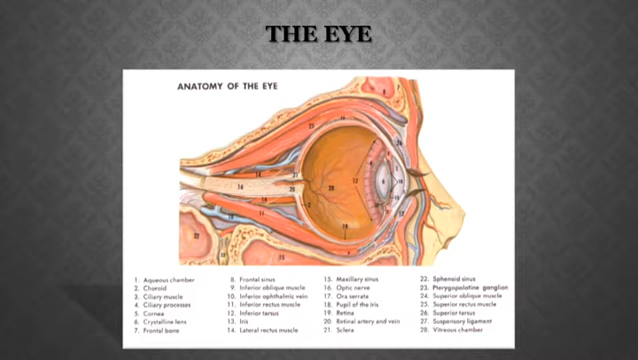 THE EYE
ANATOMY OF THE EYE
1. Aqueous chamber
2. Choroid
3. Ciliary muscle
4. Ciliary processes
5. Cornea
6. Crystalline lens
7. Frontal bone
8. Frontal sinus
9. Inferior oblique muscle
10. Inferior ophthalmic vein
11. Inferior rectus muscle
12. Inferior tarsus
13. Iris
14. Lateral rectus muscle
15. Maxillary sinus
16. Optic nerve
17. Ora serrata
18. Pupil of the iris
19. Retina
20. Retinal artery and vein
21. Sclera
22. Sphenoid sinus
23. Pterygopalatine ganglion
24. Superior oblique muscle
25. Superior rectus muscle
26. Superior tarsus
27. Suspensory ligament
28. Vitreous chamber